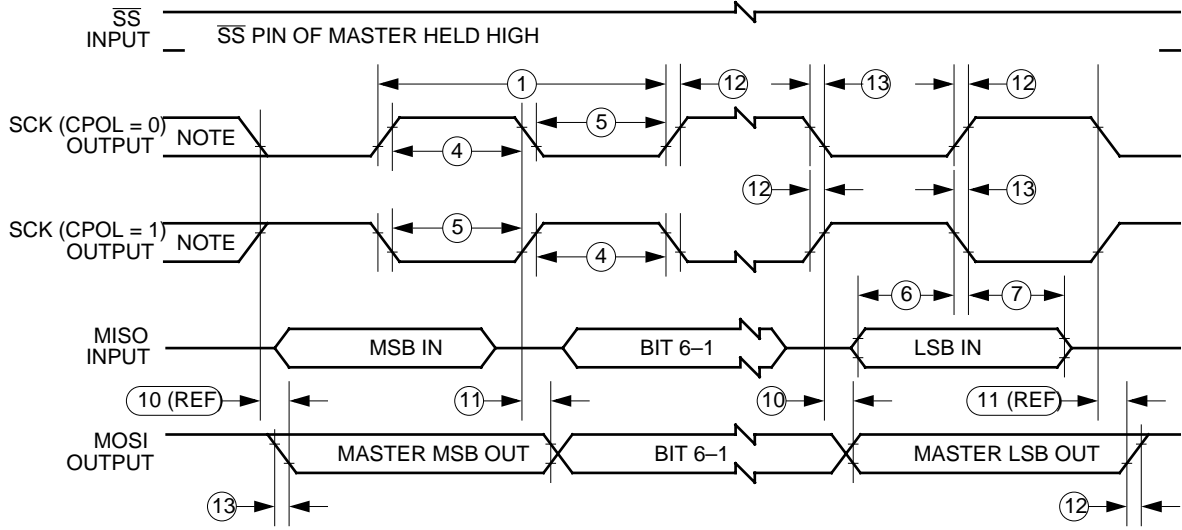 SS
INPUT
SS PIN OF MASTER HELD HIGH
1
12
13
12
SCK (CPOL = 0)
OUTPUT
NOTE
5
4
12
13
SCK (CPOL = 1)
OUTPUT
NOTE
5
4
6
7
MISO
INPUT
MSB IN
BIT 6–1
LSB IN
10 (REF)
11
10
11 (REF)
MOSI
OUTPUT
MASTER MSB OUT
BIT 6–1
MASTER LSB OUT
13
12